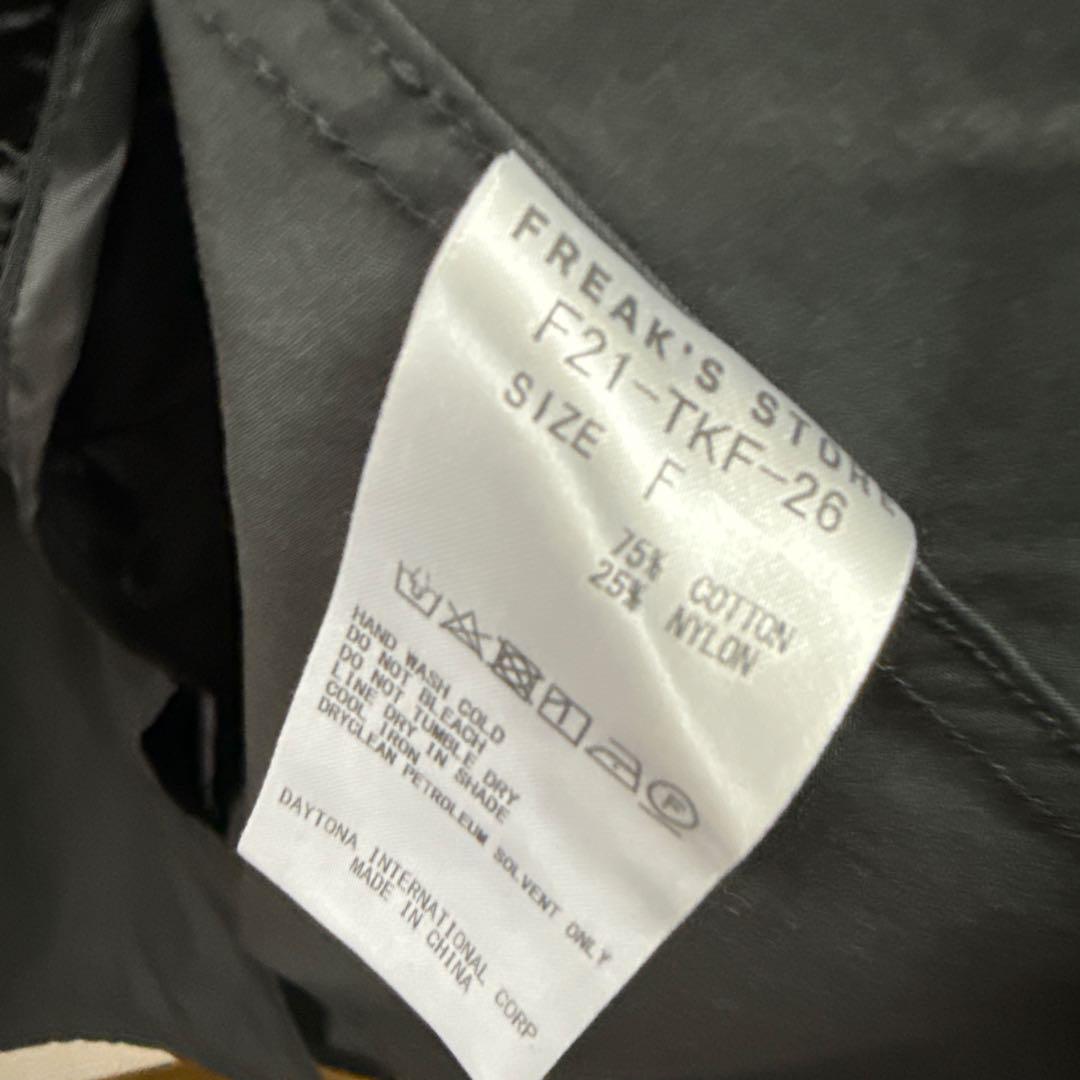 FREAK'S STORE
F21-TKF-26
SIZE F
75% COTTON
25% NYLON
HAND WASH COLD
DO NOT BLEACH
DO NOT TUMBLE DRY
LINE DRY IN SHADE
COOL IRON
DRYCLEAN PETROLEUM SOLVENT ONLY
DAYTONA INTERNATIONAL CORP
MADE IN CHINA